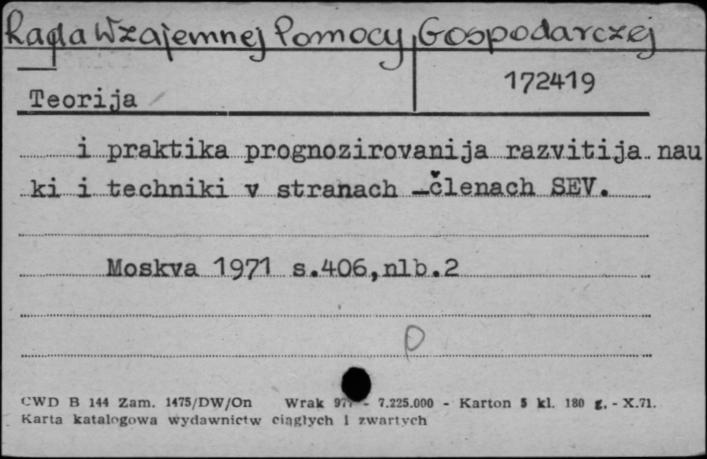 Rada Wzajemnej Pomocy Gospodarczej
172419
Teorija
i praktika prognozirovanija razvitija nau
ki i techniki v stranach -členach SEV.
Moskva 1971 s.406,nlb.2
p
CWD B 144 Zam. 1475/DW/On Wrak 977 - 7.225.000 - Karton 5 kl. 180 g. - X.71.
Karta katalogowa wydawnictw ciągłych i zwartych